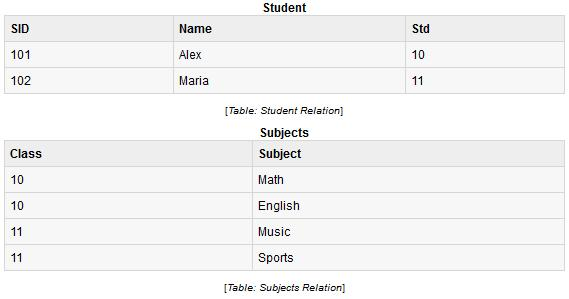 Student
SID Name Std
101 Alex 10
102 Maria 11
[Table: Student Relation]
Subjects
Class Subject
10 Math
10 English
11 Music
11 Sports
[Table: Subjects Relation]